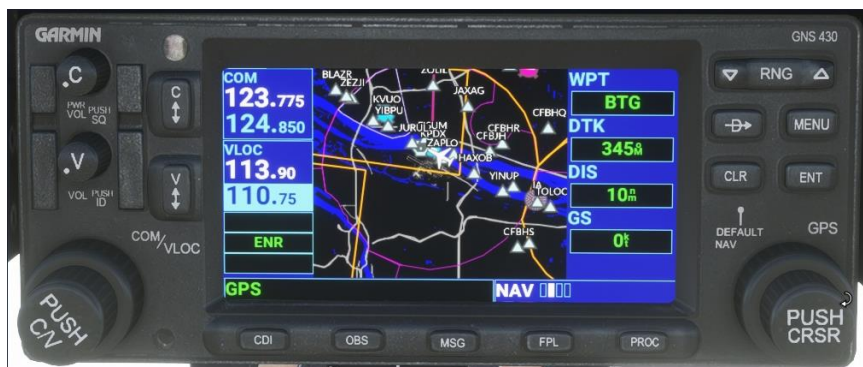 GARMIN
GNS 430
C
PWR
VOL
PUSH
SQ
V
VOL
PUSH
ID
C
V
COM/VLOC
PUSH
C/V
COM
123.775
124.850
VLOC
113.90
110.75
ENR
GPS
NAV
BLAZR
ZEZJI
KVUO
YIBPU
JAXAG
KPDX
ZAPLO
HAXOB
CFBHQ
CFBHR
CFBJH
YINUP
TOLOC
CFBHS
WPT
BTG
DTK
345°M
DIS
10nm
GS
0kt
RNG
D
MENU
CLR
ENT
DEFAULT
NAV
GPS
PUSH
CRSR
CDI
OBS
MSG
FPL
PROC